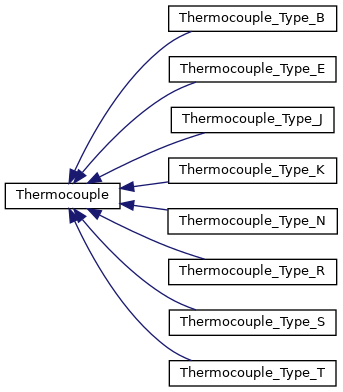 Thermocouple_Type_B
Thermocouple_Type_E
Thermocouple_Type_J
Thermocouple_Type_K
Thermocouple
Thermocouple_Type_N
Thermocouple_Type_R
Thermocouple_Type_S
Thermocouple_Type_T